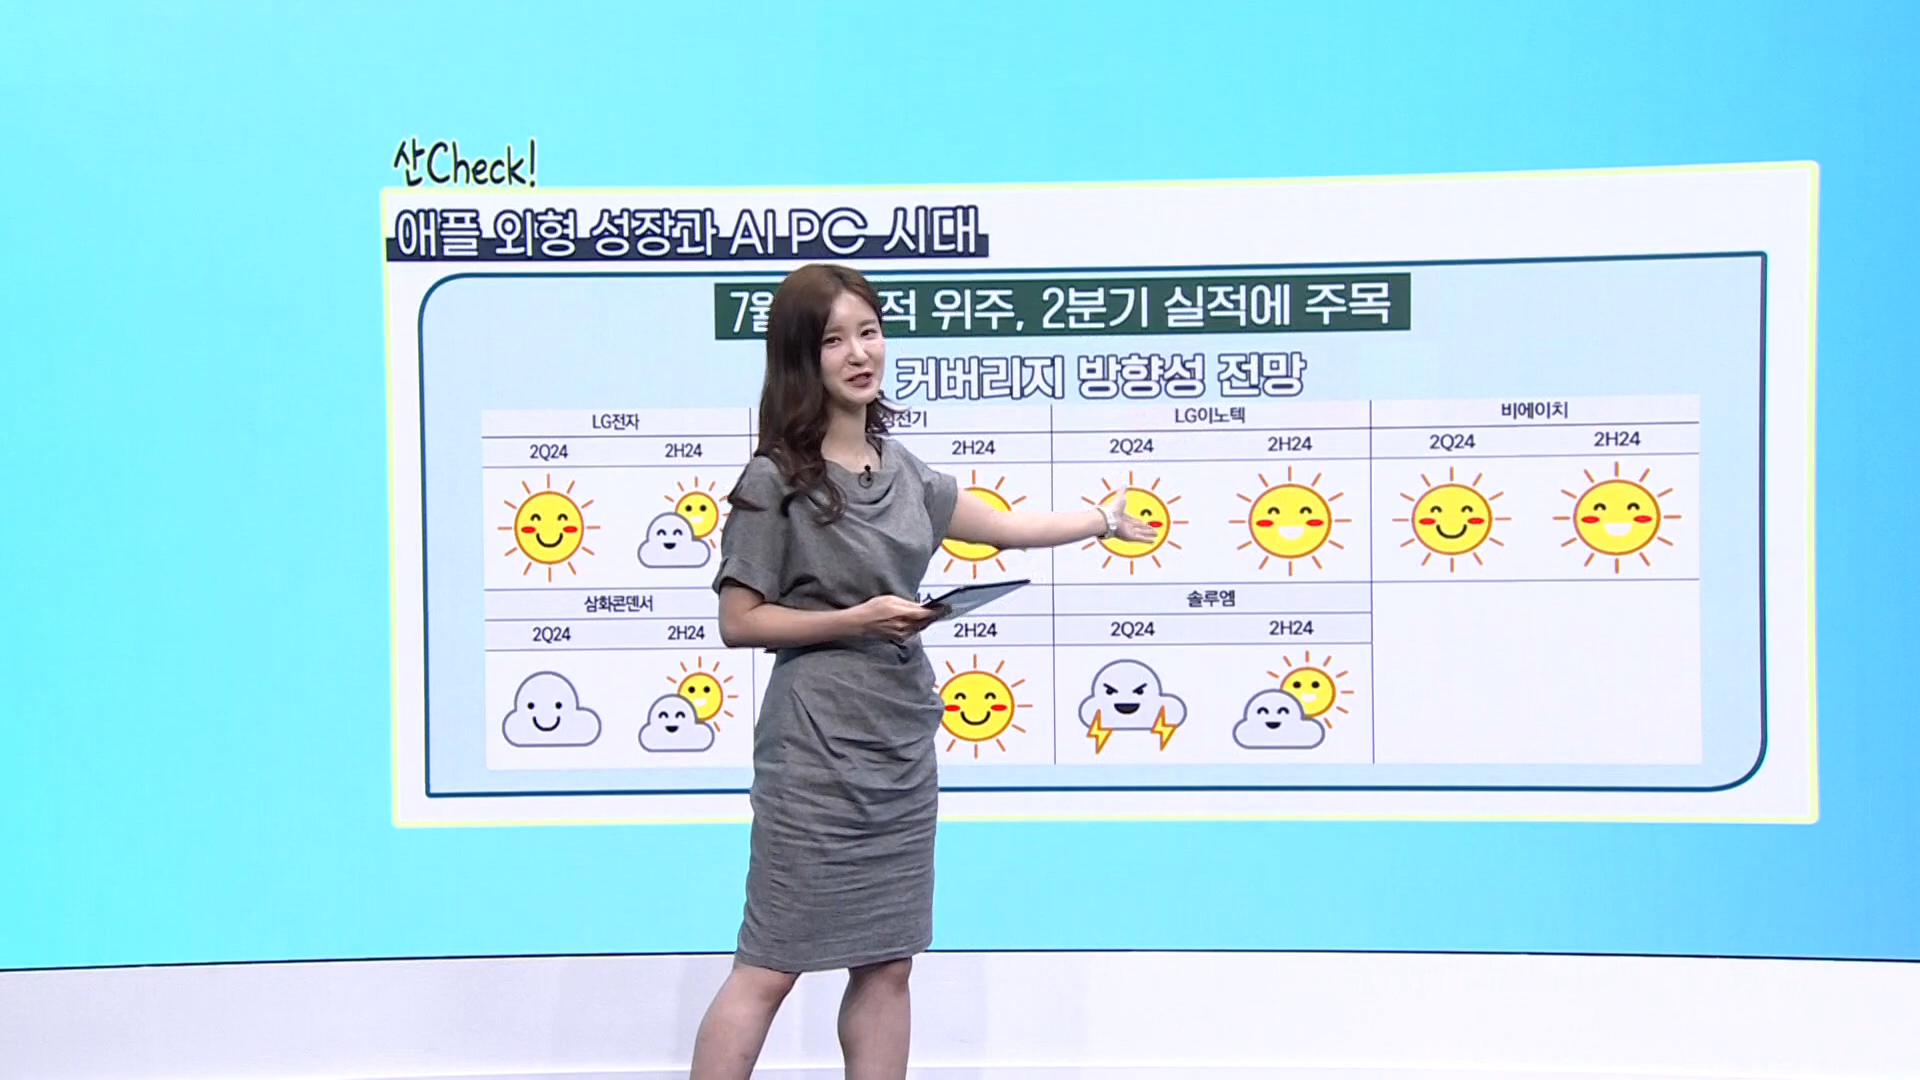 산Check!
애플 외형 성장과 AI PC 시대
위주, 2분기 실적에 주목
커버리지 방향성 전망
LG전자 LG이노텍 비에이치
2Q24 2H24 2H24 2Q24 2H24 2Q24 2H24
삼화콘덴서 솔루엠
2Q24 2H24 2H24 2Q24 2H24